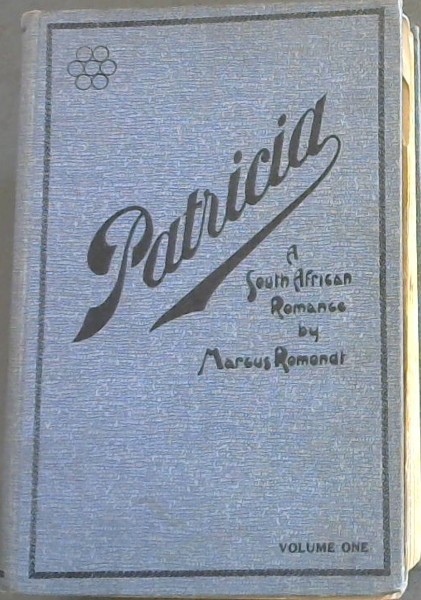 Patricia
A
South African
Romance
by
Marcus Romondt
VOLUME ONE